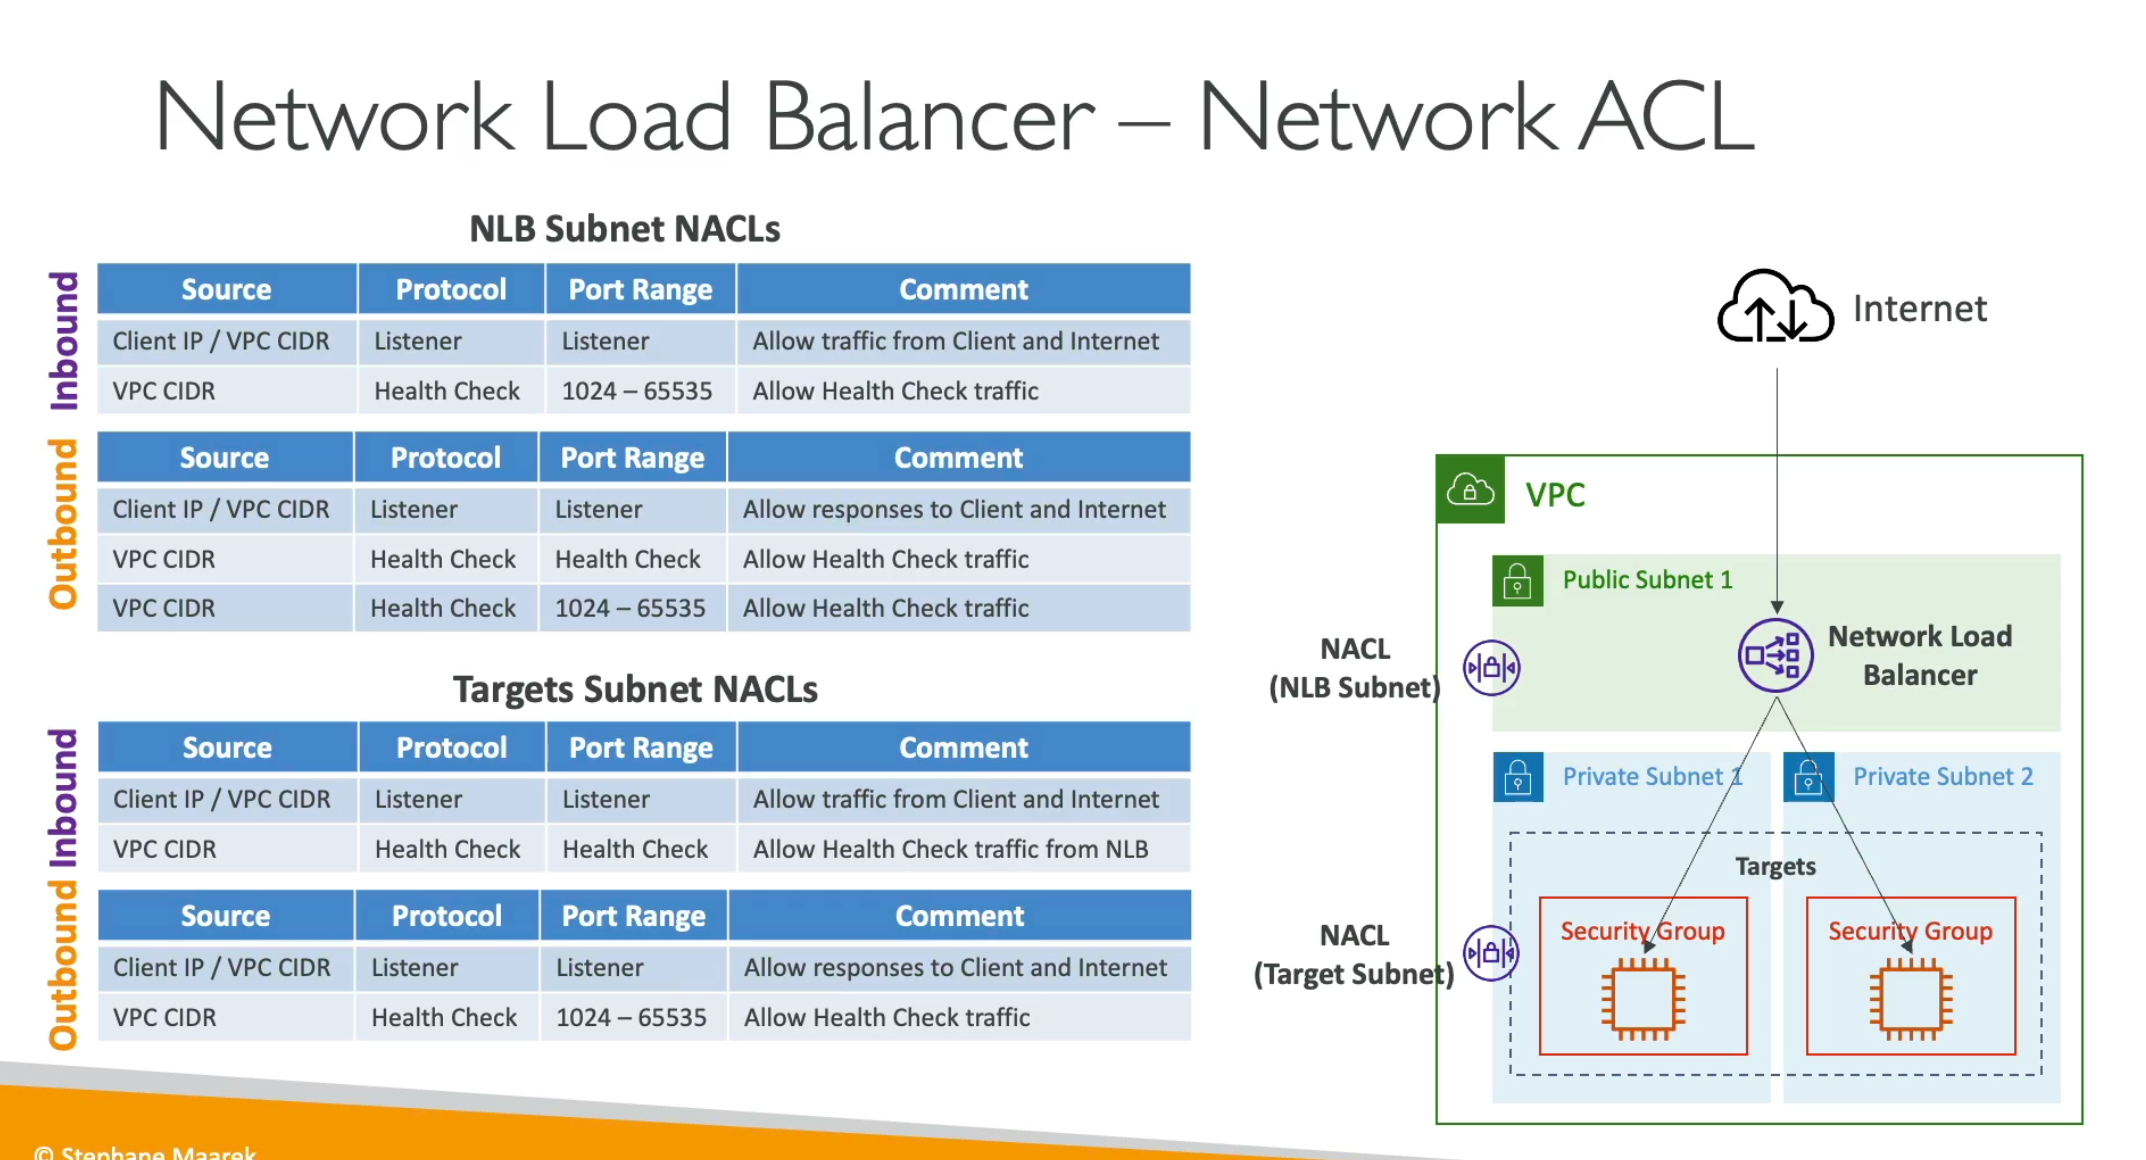 Network Load Balancer – Network ACL
NLB Subnet NACLs
Inbound
Source Protocol Port Range Comment
Client IP / VPC CIDR Listener Listener Allow traffic from Client and Internet
VPC CIDR Health Check 1024 – 65535 Allow Health Check traffic
Outbound
Source Protocol Port Range Comment
Client IP / VPC CIDR Listener Listener Allow responses to Client and Internet
VPC CIDR Health Check Health Check Allow Health Check traffic
VPC CIDR Health Check 1024 – 65535 Allow Health Check traffic
Targets Subnet NACLs
Inbound
Source Protocol Port Range Comment
Client IP / VPC CIDR Listener Listener Allow traffic from Client and Internet
VPC CIDR Health Check Health Check Allow Health Check traffic from NLB
Outbound
Source Protocol Port Range Comment
Client IP / VPC CIDR Listener Listener Allow responses to Client and Internet
VPC CIDR Health Check 1024 – 65535 Allow Health Check traffic
Internet
VPC
Public Subnet 1
NACL
(NLB Subnet)
Network Load
Balancer
Private Subnet 1
Private Subnet 2
Targets
NACL
(Target Subnet)
Security Group
Security Group
© Stephane Maarek